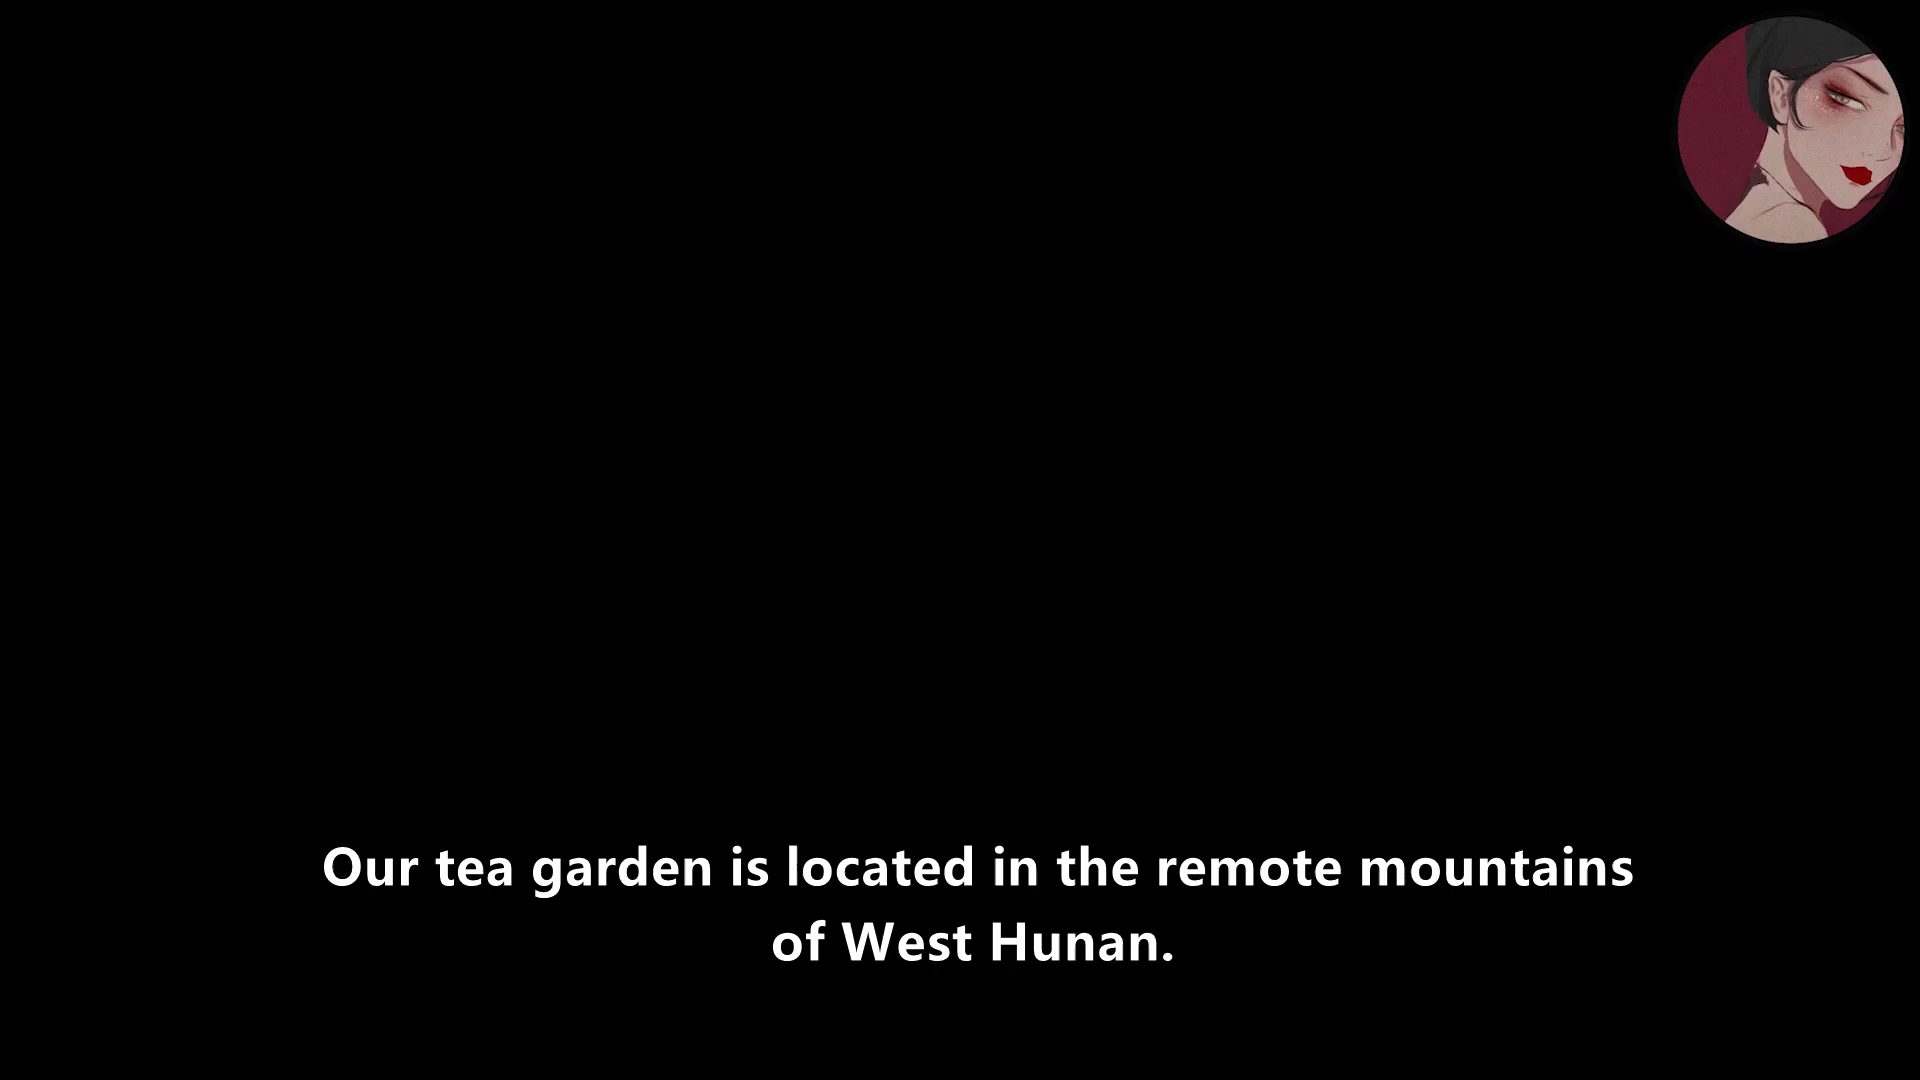 Our tea garden is located in the remote mountains
of West Hunan.